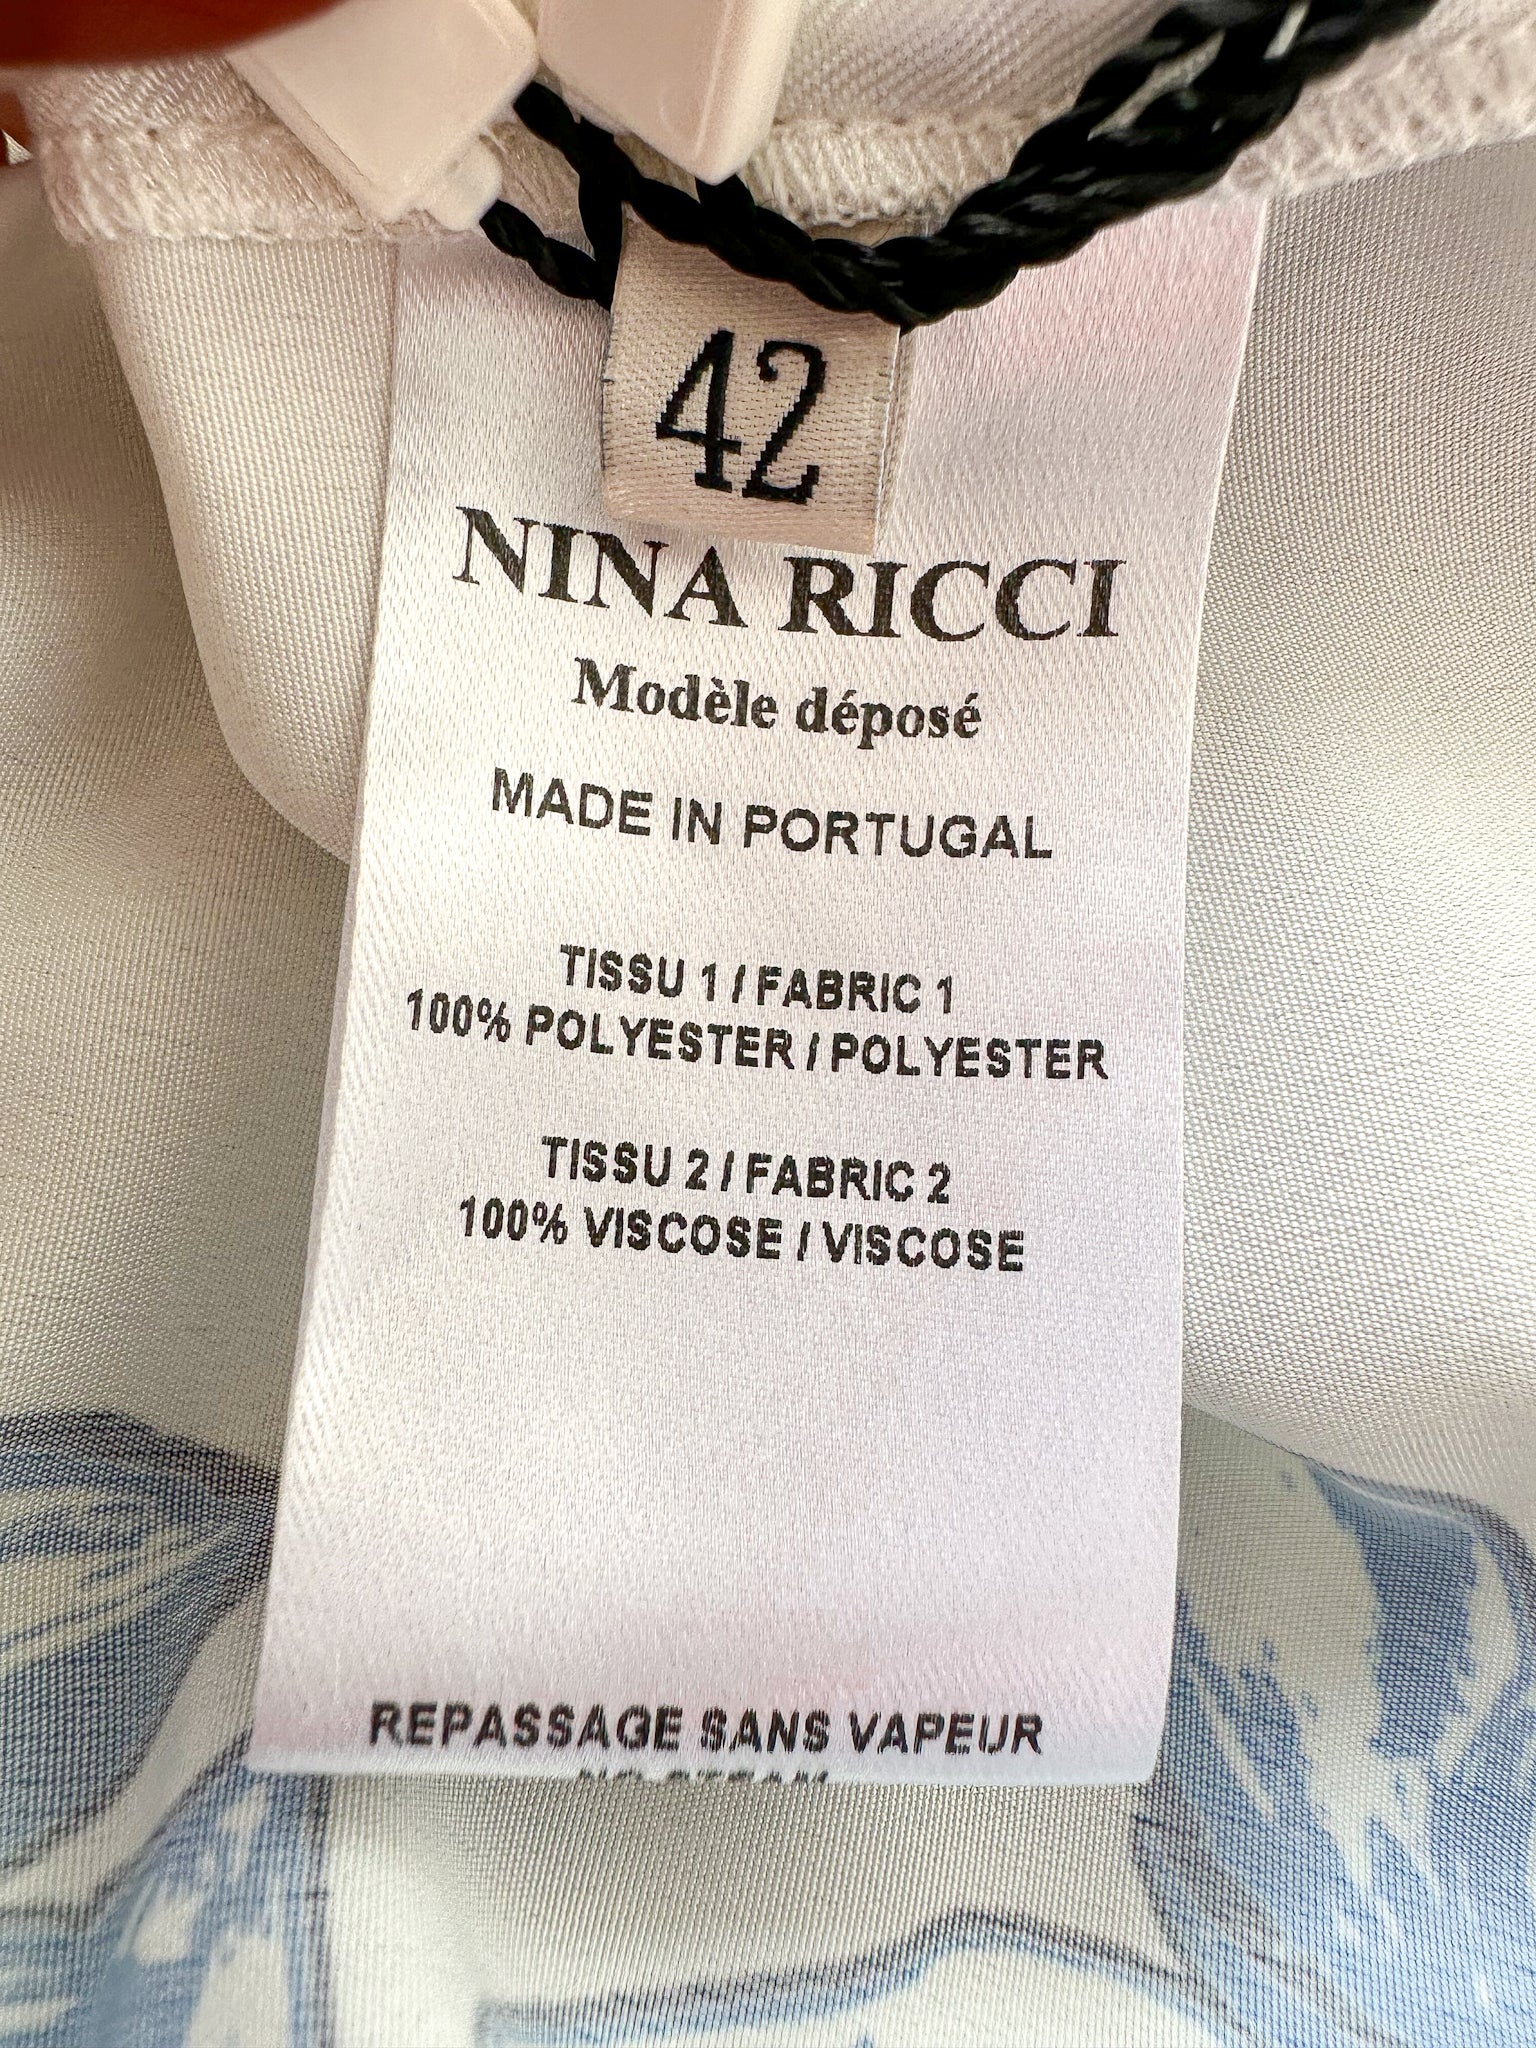 42
NINA RICCI
Modèle déposé
MADE IN PORTUGAL
TISSU 1 / FABRIC 1
100% POLYESTER / POLYESTER
TISSU 2 / FABRIC 2
100% VISCOSE / VISCOSE
REPASSAGE SANS VAPEUR